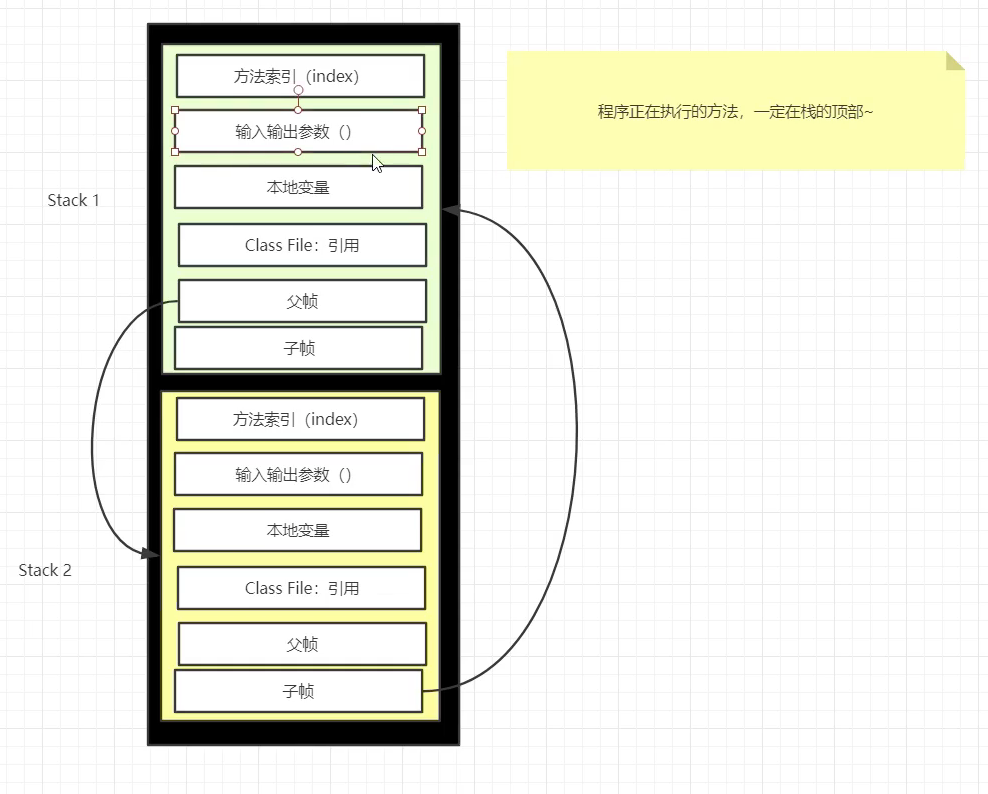 方法索引（index）
输入输出参数（）
本地变量
Class File：引用
父帧
子帧
Stack 1
方法索引（index）
输入输出参数（）
本地变量
Class File：引用
父帧
子帧
Stack 2
程序正在执行的方法，一定在栈的顶部~